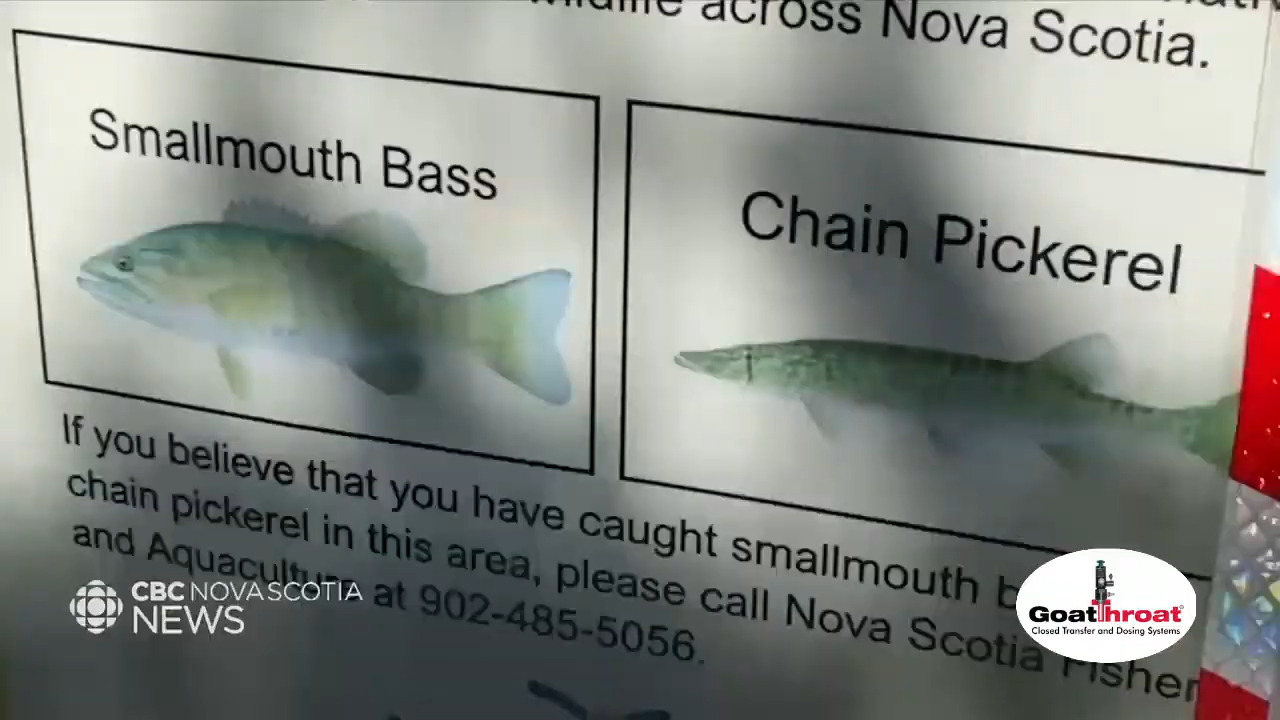 across Nova Scotia.
Smallmouth Bass
Chain Pickerel
If you believe that you have caught smallmouth
chain pickerel in this area, please call Nova Scotia Fisher
and Aquaculture at 902-485-5056.
CBC NOVA SCOTIA
NEWS
GoatThroat
Closed Transfer and Dosing Systems